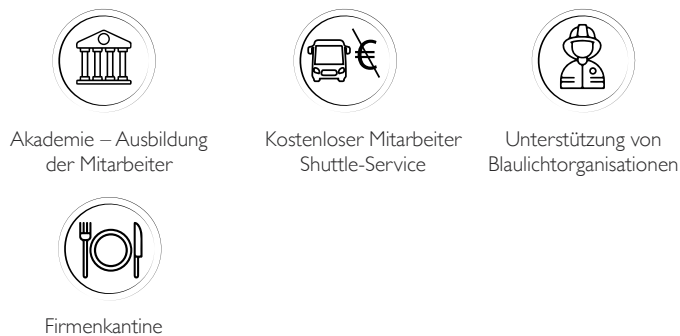 Akademie – Ausbildung
der Mitarbeiter
Kostenloser Mitarbeiter
Shuttle-Service
Unterstützung von
Blaulichtorganisationen
Firmenkantine